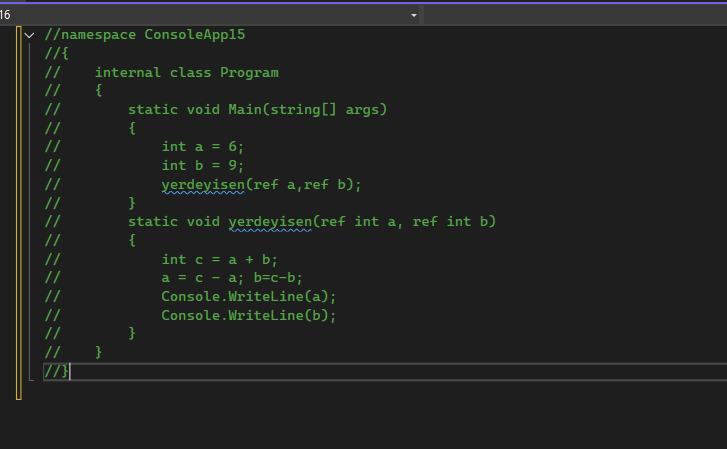 16
//namespace ConsoleApp15
//{
//    internal class Program
//    {
//        static void Main(string[] args)
//        {
//            int a = 6;
//            int b = 9;
//            yerdeyisen(ref a,ref b);
//        }
//        static void yerdeyisen(ref int a, ref int b)
//        {
//            int c = a + b;
//            a = c - a; b=c-b;
//            Console.WriteLine(a);
//            Console.WriteLine(b);
//        }
//    }
//}